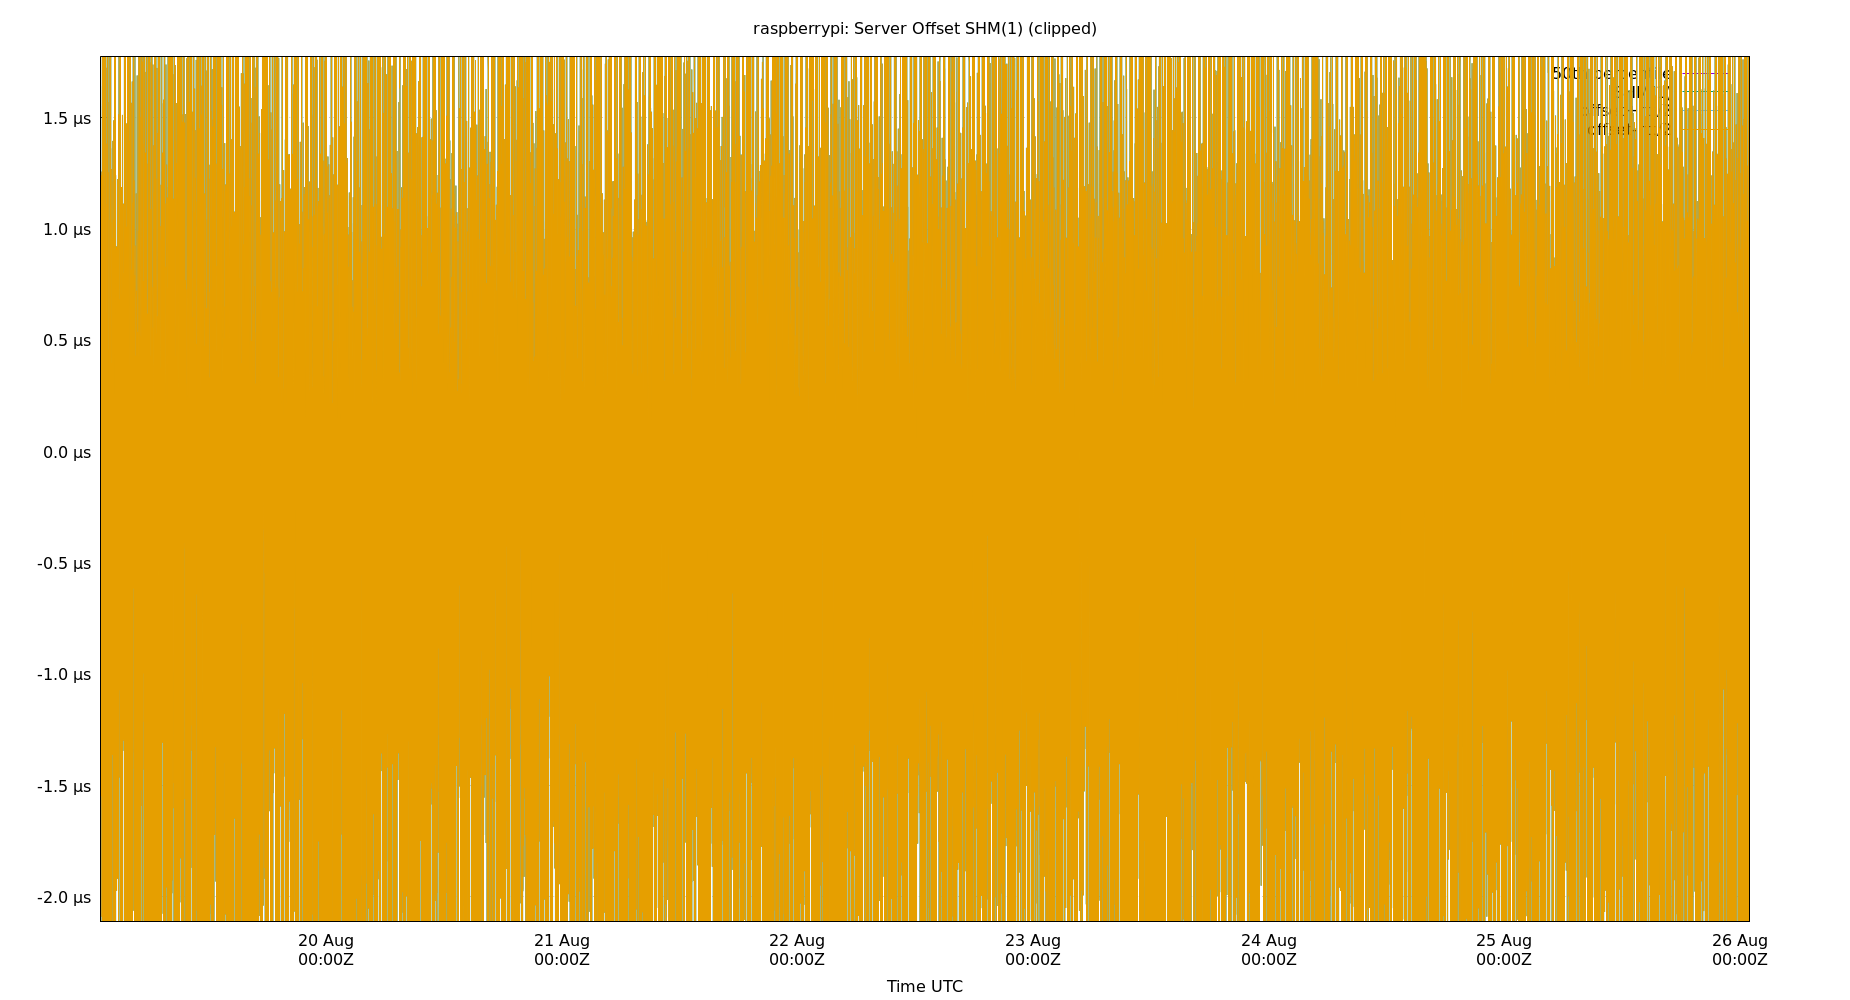 raspberrypi: Server Offset SHM(1) (clipped)
1.5 µs
1.0 µs
0.5 µs
0.0 µs
-0.5 µs
-1.0 µs
-1.5 µs
-2.0 µs
20 Aug 21 Aug 22 Aug 23 Aug 24 Aug 25 Aug 26 Aug
00:00Z 00:00Z 00:00Z 00:00Z 00:00Z 00:00Z 00:00Z
Time UTC